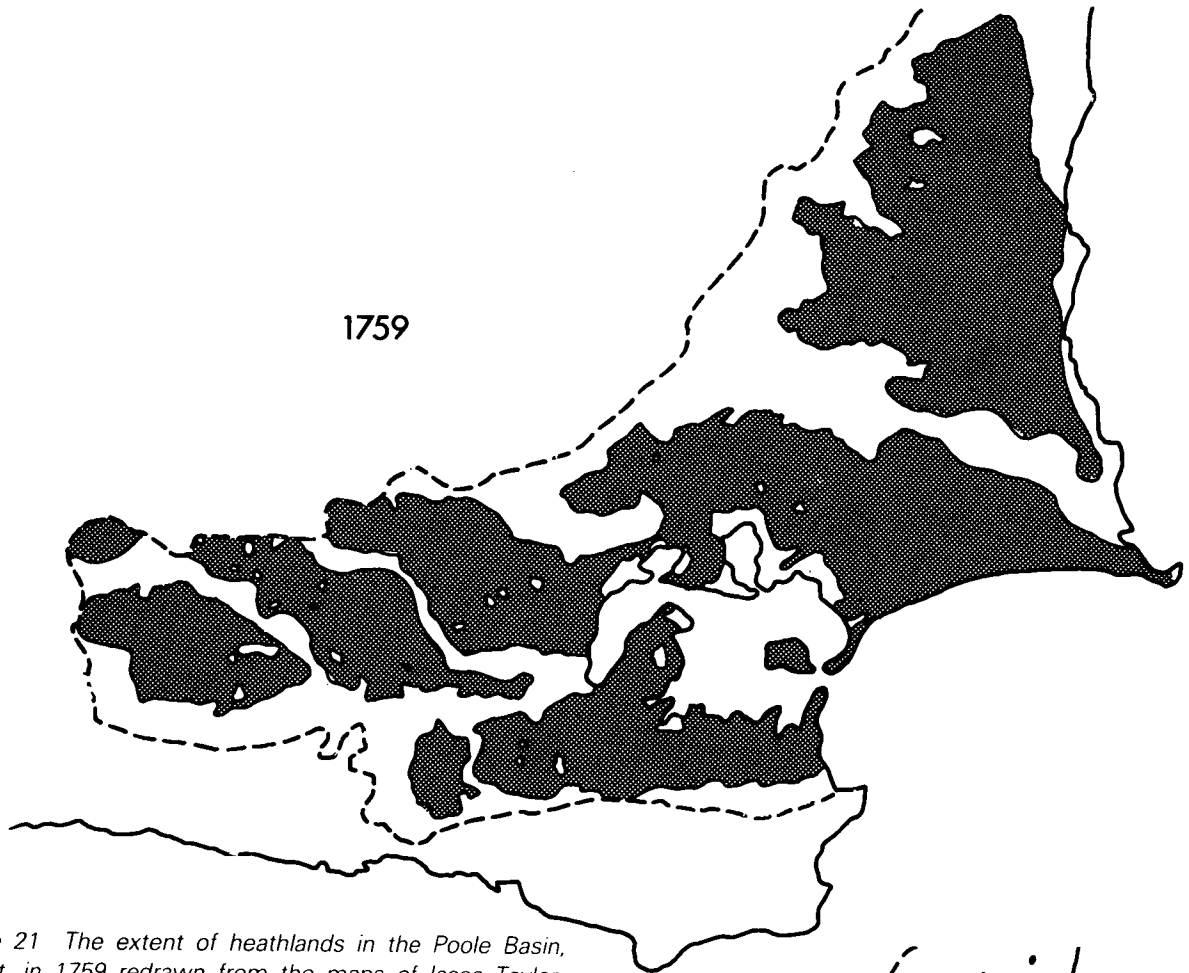 1759
21 The extent of heathlands in the Poole Basin,
in 1759 redrawn from the maps of Isaac Taylor